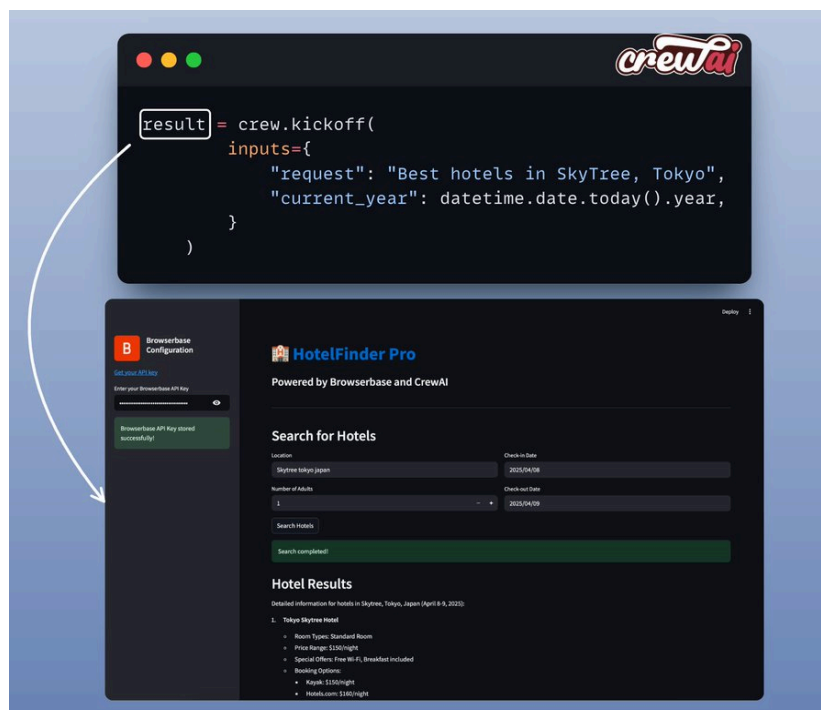 crewai
result = crew.kickoff(
inputs={
"request": "Best hotels in SkyTree, Tokyo",
"current_year": datetime.date.today().year,
}
)
Deploy
B
Browserbase
Configuration
Get your API key
Enter your Browserbase API Key
Browserbase API Key stored
successfully!
🏨 HotelFinder Pro
Powered by Browserbase and CrewAI
Search for Hotels
Location
Check-in Date
Skytree tokyo japan
2025/04/08
Number of Adults
Check-out Date
1
- +
2025/04/09
Search Hotels
Search completed!
Hotel Results
Detailed information for hotels in Skytree, Tokyo, Japan (April 8-9, 2025):
1. Tokyo Skytree Hotel
Room Types: Standard Room
Price Range: $150/night
Special Offers: Free Wi-Fi, Breakfast included
Booking Options:
Kayak: $150/night
Hotels.com: $160/night